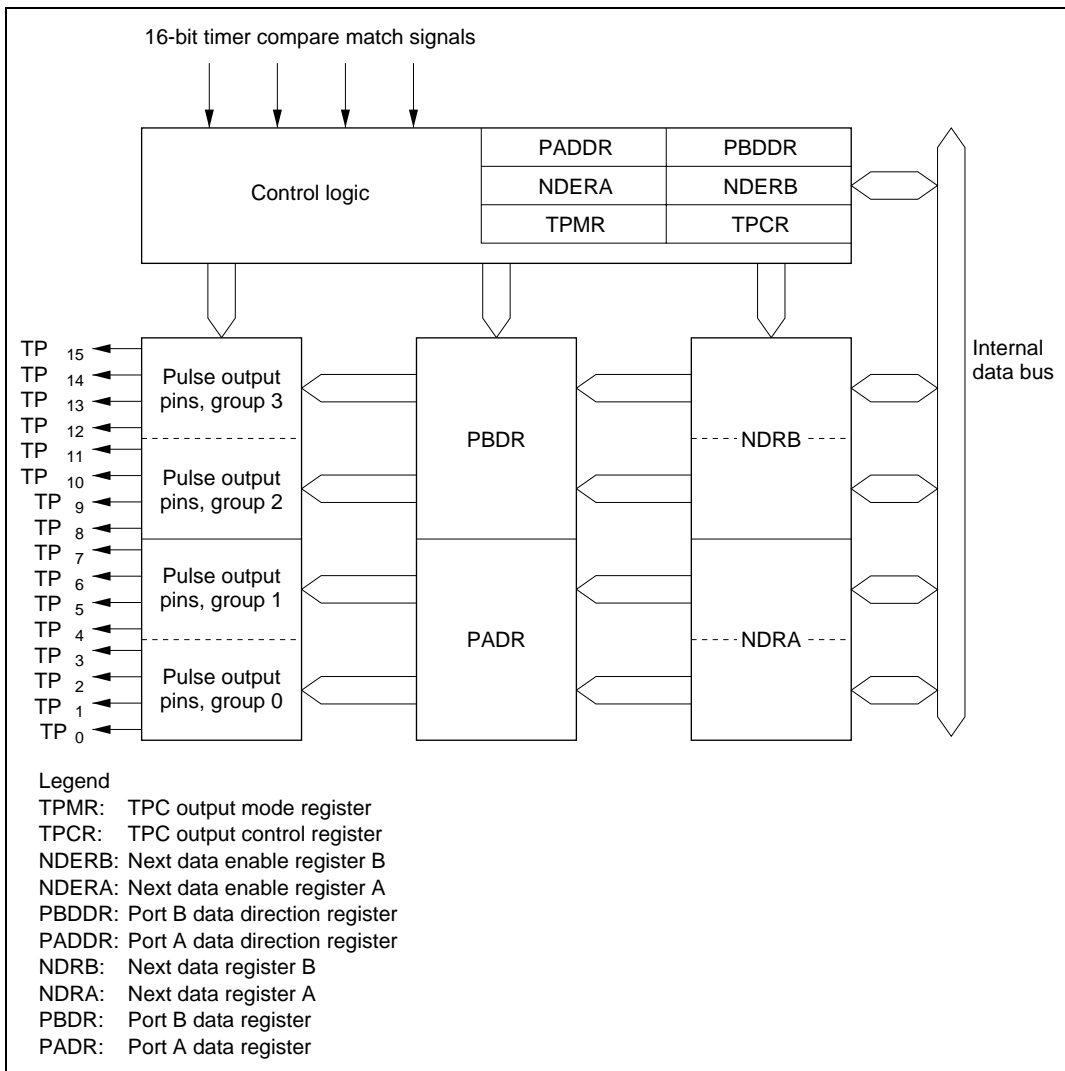 16-bit timer compare match signals
Control logic
PADDR PBDDR
NDERA NDERB
TPMR TPCR
Internal
data bus
TP 15
TP 14
TP 13
TP 12
TP 11
TP 10
TP 9
TP 8
TP 7
TP 6
TP 5
TP 4
TP 3
TP 2
TP 1
TP 0
Pulse output
pins, group 3
Pulse output
pins, group 2
Pulse output
pins, group 1
Pulse output
pins, group 0
PBDR
PADR
NDRB
NDRA
Legend
TPMR: TPC output mode register
TPCR: TPC output control register
NDERB: Next data enable register B
NDERA: Next data enable register A
PBDDR: Port B data direction register
PADDR: Port A data direction register
NDRB: Next data register B
NDRA: Next data register A
PBDR: Port B data register
PADR: Port A data register